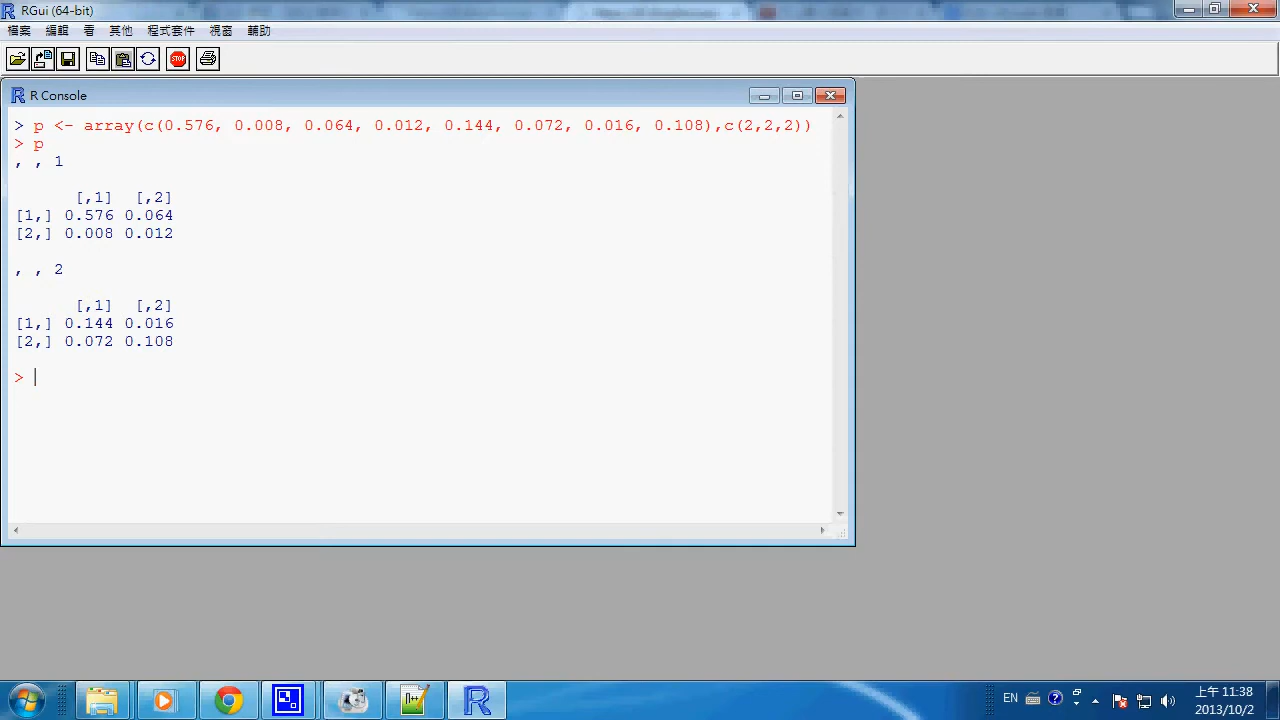 RGui (64-bit)
檔案 編輯 看 其他 程式套件 視窗 輔助
STOP
R Console
> p <- array(c(0.576, 0.008, 0.064, 0.012, 0.144, 0.072, 0.016, 0.108),c(2,2,2))
> p
, , 1
[,1] [,2]
[1,] 0.576 0.064
[2,] 0.008 0.012
, , 2
[,1] [,2]
[1,] 0.144 0.016
[2,] 0.072 0.108
>
EN
上午 11:38
2013/10/2